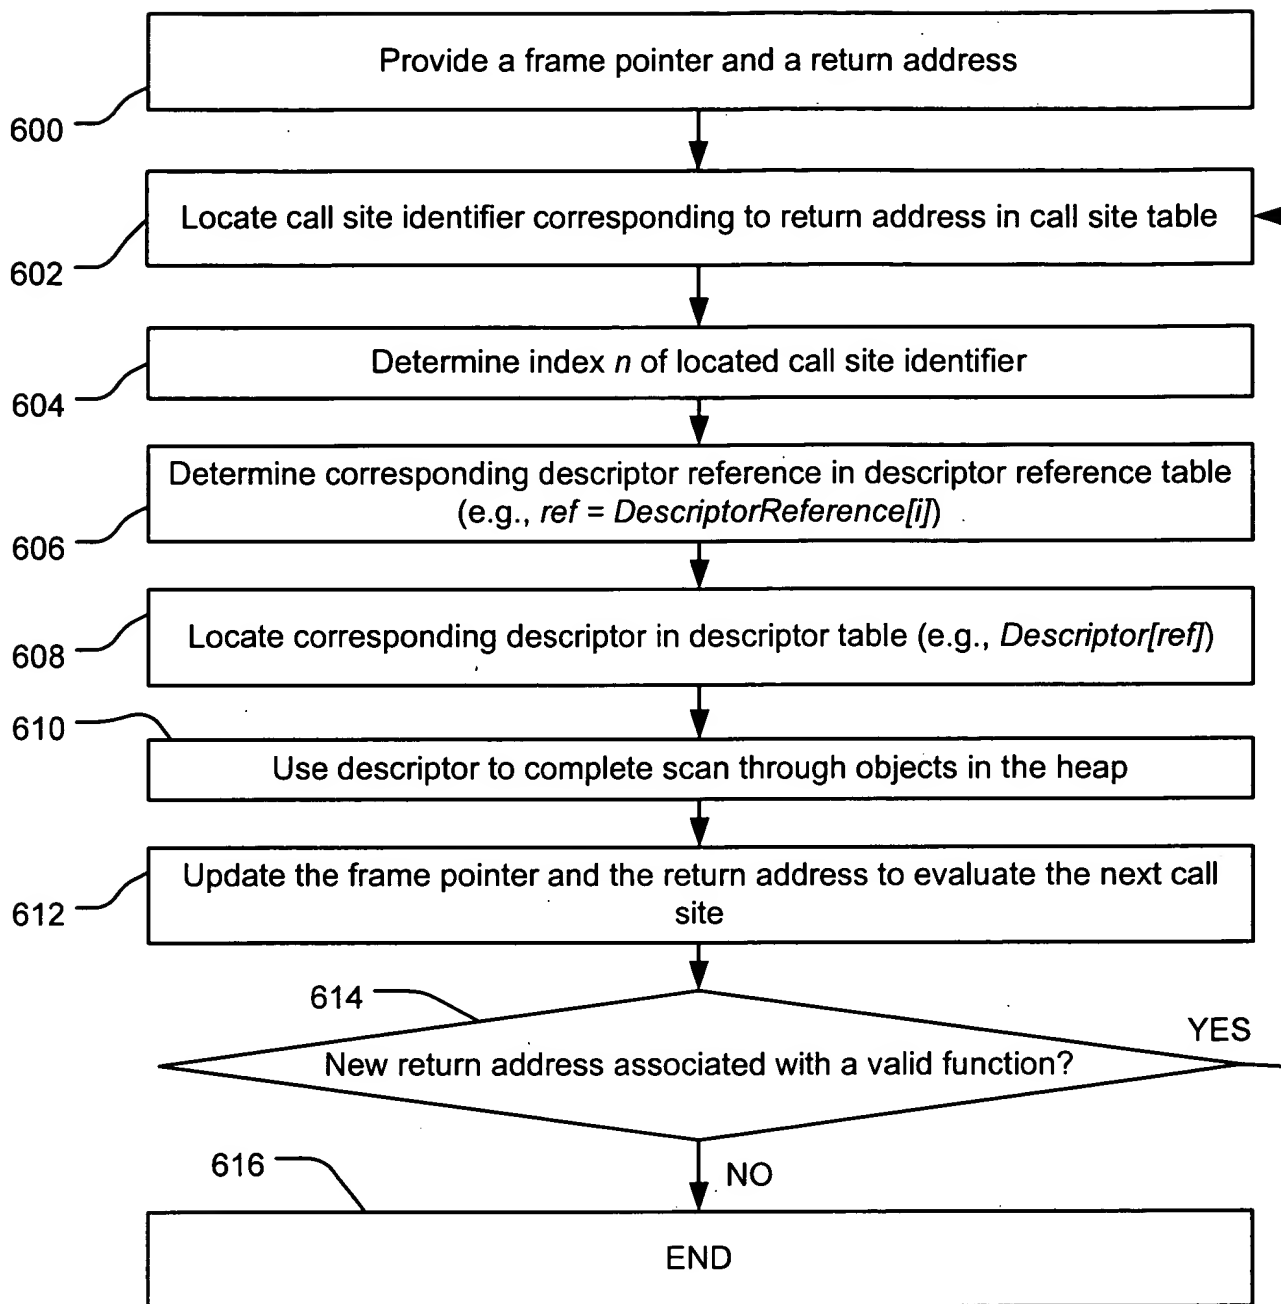 Provide a frame pointer and a return address
600
Locate call site identifier corresponding to return address in call site table
602
Determine index n of located call site identifier
604
Determine corresponding descriptor reference in descriptor reference table
(e.g., ref = DescriptorReference[i])
606
Locate corresponding descriptor in descriptor table (e.g., Descriptor[ref])
608
610
Use descriptor to complete scan through objects in the heap
Update the frame pointer and the return address to evaluate the next call
site
612
614
YES
New return address associated with a valid function?
616
NO
END